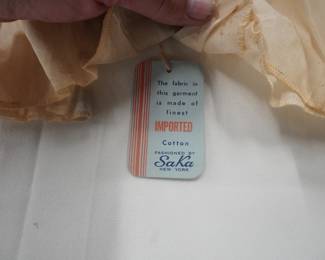 The fabric in
this garment
is made of
finest
IMPORTED
Cotton
FASHIONED BY
SaKa
NEW YORK